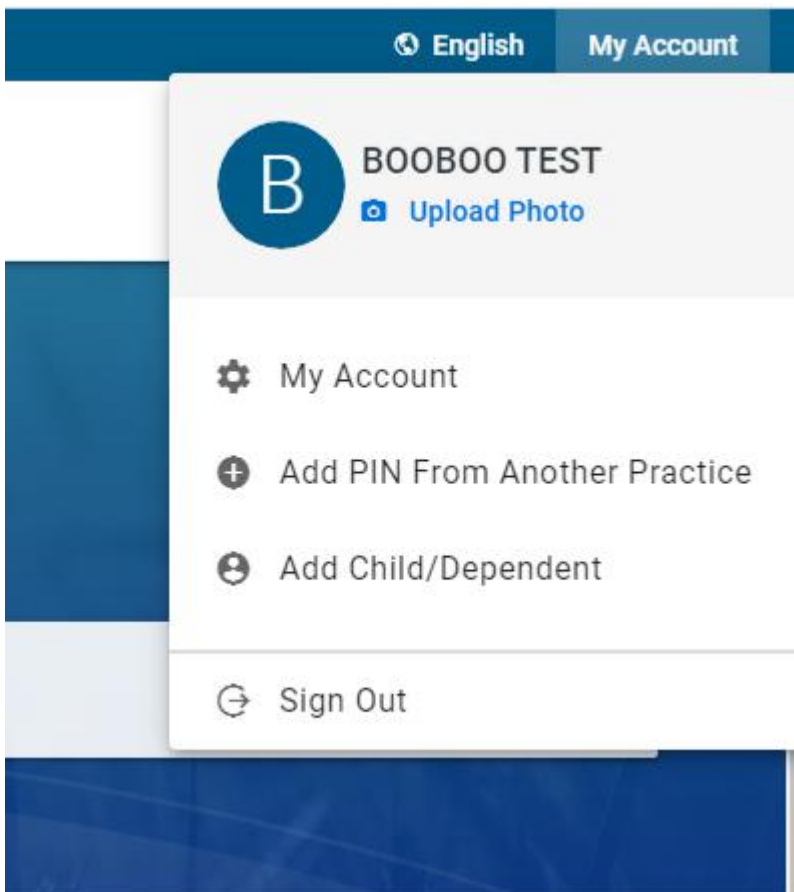 English My Account
B
BOOBOO TEST
Upload Photo
My Account
Add PIN From Another Practice
Add Child/Dependent
Sign Out